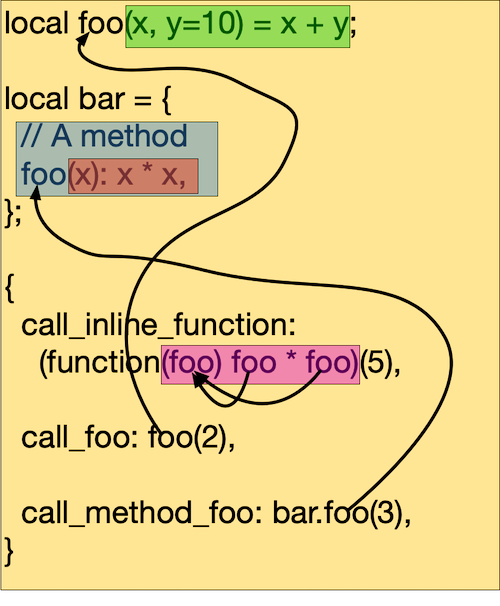 local foo(x, y=10) = x + y;
local bar = {
// A method
foo(x): x * x,
};
{
call_inline_function:
(function(foo) foo * foo)(5),
call_foo: foo(2),
call_method_foo: bar.foo(3),
}